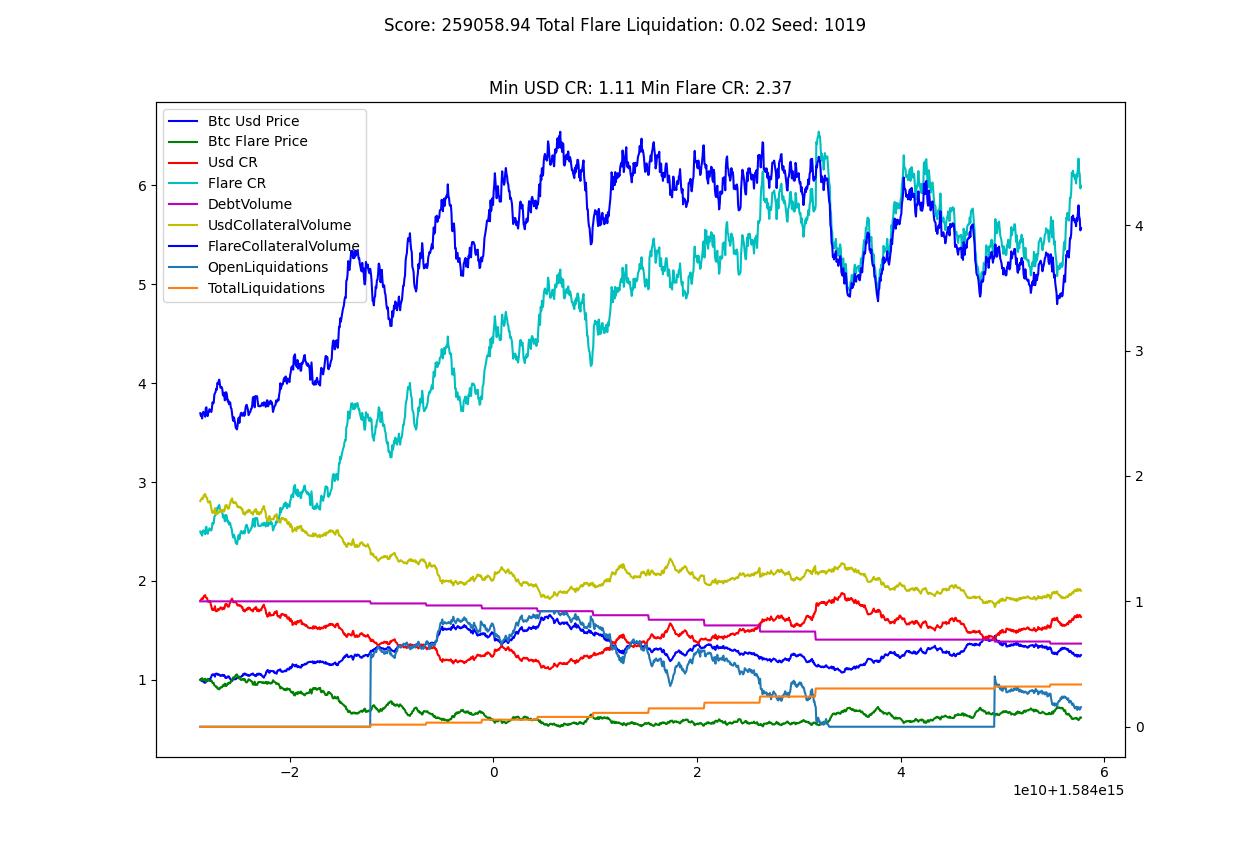 Score: 259058.94 Total Flare Liquidation: 0.02 Seed: 1019
Min USD CR: 1.11 Min Flare CR: 2.37
Btc Usd Price
Btc Flare Price
Usd CR
Flare CR
DebtVolume
UsdCollateralVolume
FlareCollateralVolume
OpenLiquidations
TotalLiquidations
6
5
4
3
2
1
4
3
2
1
0
−2
0
2
4
6
1e10+1.584e15